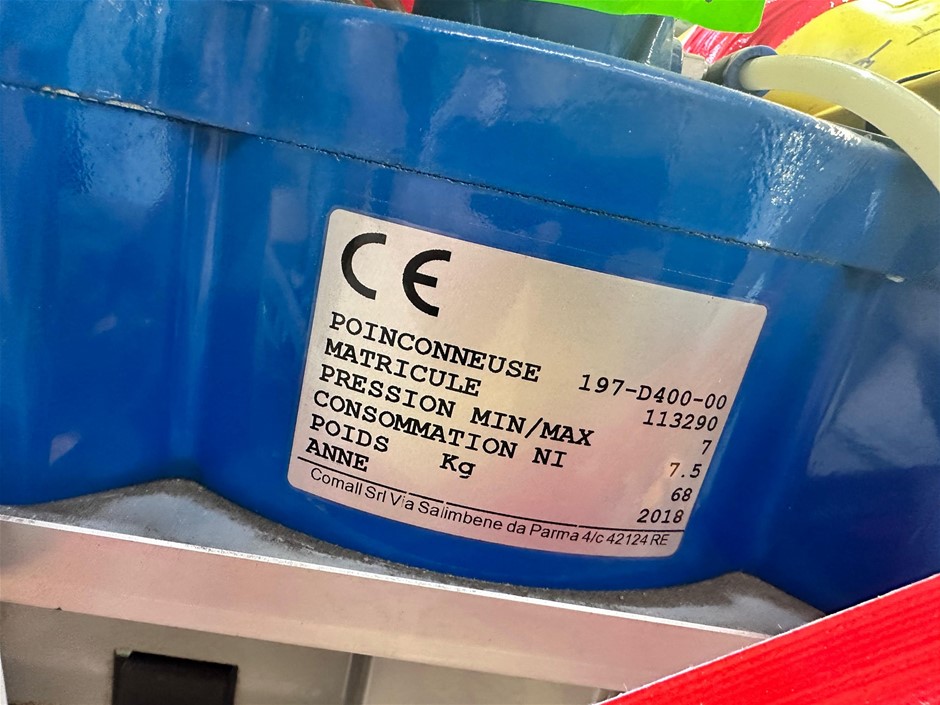 CE
POINCONNEUSE 197-D400-00
MATRICULE 113290
PRESSION MIN/MAX 7
CONSOMMATION NI 7.5
POIDS Kg 68
ANNE 2018
Comall Srl Via Salimbene da Parma 4/c 42124 RE